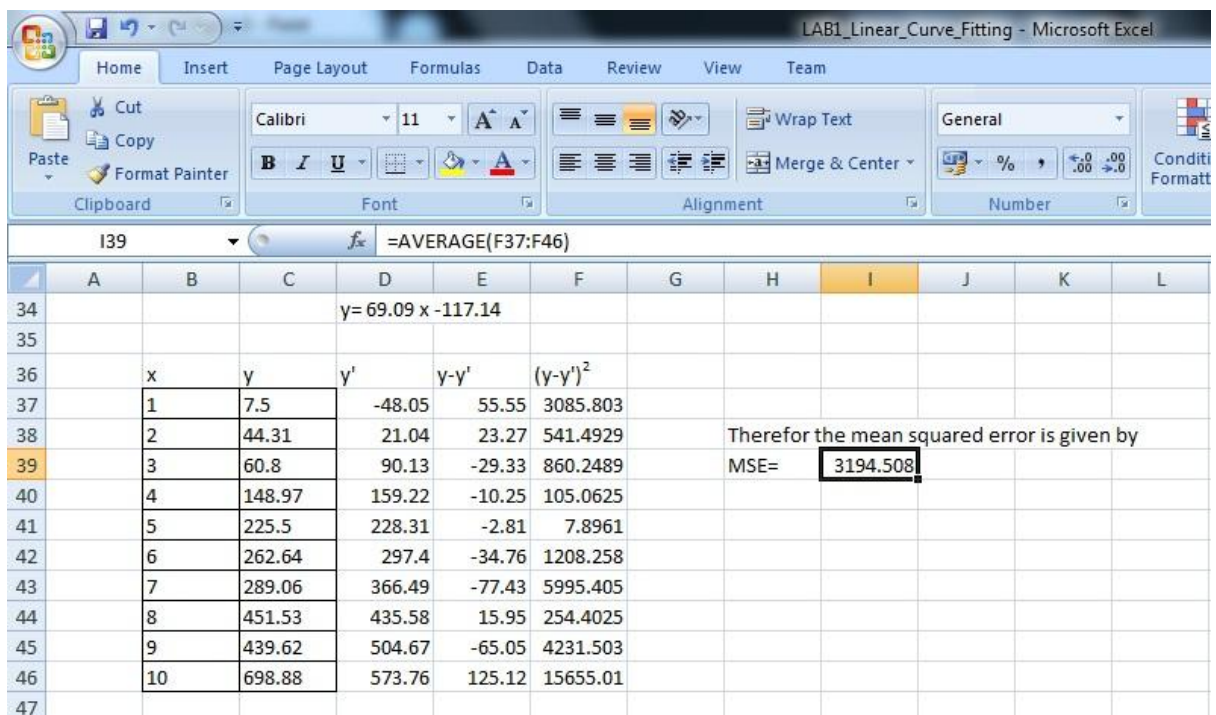 LAB1_Linear_Curve_Fitting - Microsoft Excel
Home Insert Page Layout Formulas Data Review View Team
Paste
Cut
Copy
Format Painter
Clipboard
Calibri 11 A A
B I U A
Font
Wrap Text
Merge & Center
Alignment
General
% , .0 .00 .00 .0
Number
Conditi
Formatt
I39 fx =AVERAGE(F37:F46)
A B C D E F G H I J K L
34 y= 69.09 x -117.14
35
36 x y y' y-y' (y-y')²
37 1 7.5 -48.05 55.55 3085.803
38 2 44.31 21.04 23.27 541.4929 Therefor the mean squared error is given by
39 3 60.8 90.13 -29.33 860.2489 MSE= 3194.508
40 4 148.97 159.22 -10.25 105.0625
41 5 225.5 228.31 -2.81 7.8961
42 6 262.64 297.4 -34.76 1208.258
43 7 289.06 366.49 -77.43 5995.405
44 8 451.53 435.58 15.95 254.4025
45 9 439.62 504.67 -65.05 4231.503
46 10 698.88 573.76 125.12 15655.01
47